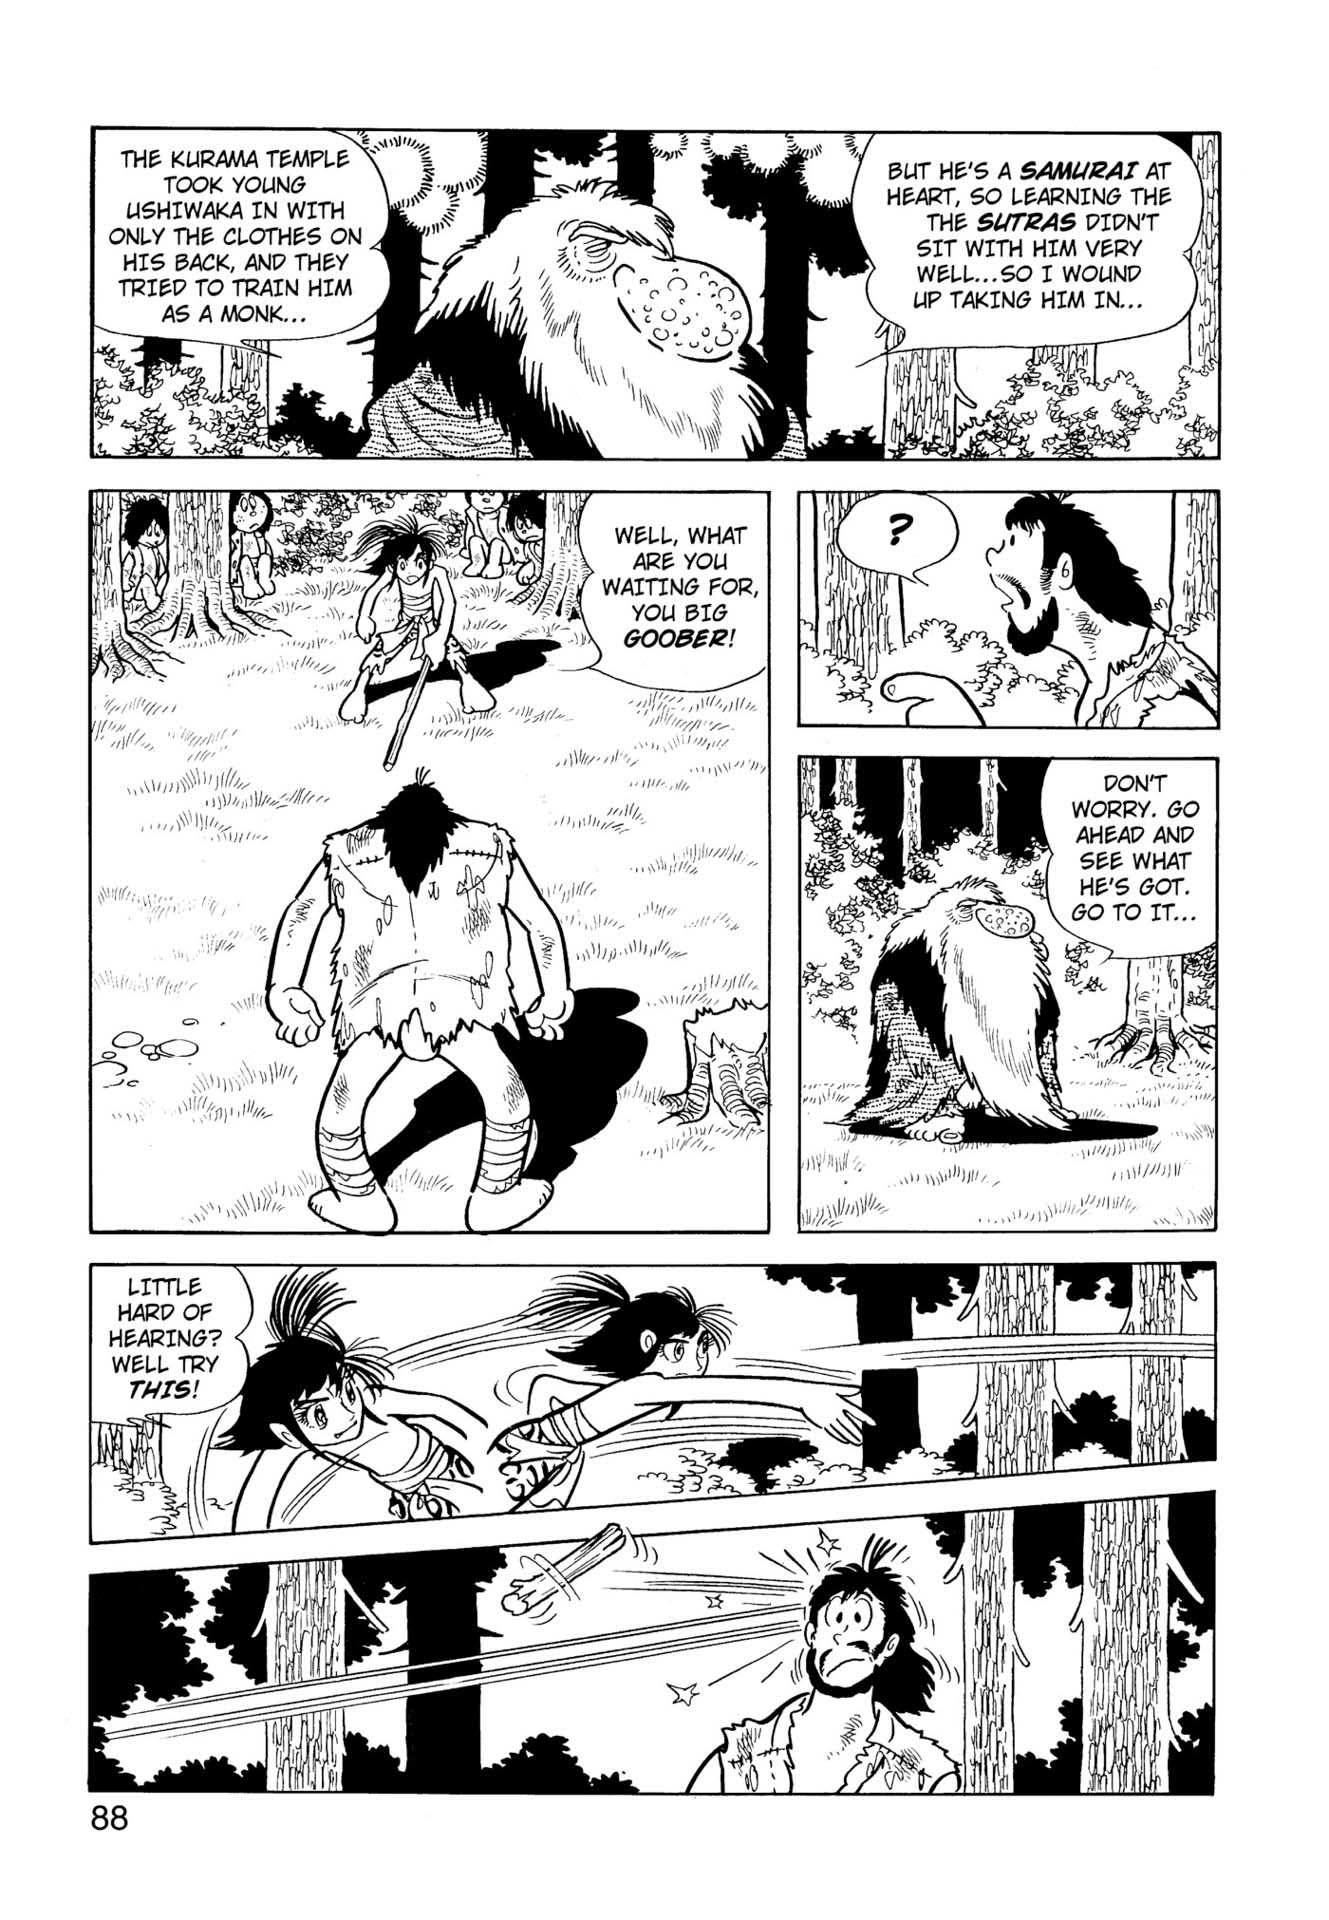 THE KURAMA TEMPLE
TOOK YOUNG
USHIWAKA IN WITH
ONLY THE CLOTHES ON
HIS BACK, AND THEY
TRIED TO TRAIN HIM
AS A MONK...
BUT HE'S A SAMURAI AT
HEART, SO LEARNING THE
THE SUTRAS DIDN'T
SIT WITH HIM VERY
WELL...SO I WOUND
UP TAKING HIM IN...
WELL, WHAT
ARE YOU
WAITING FOR,
YOU BIG
GOOBER!
?
DON'T
WORRY. GO
AHEAD AND
SEE WHAT
HE'S GOT.
GO TO IT...
LITTLE
HARD OF
HEARING?
WELL TRY
THIS!
88